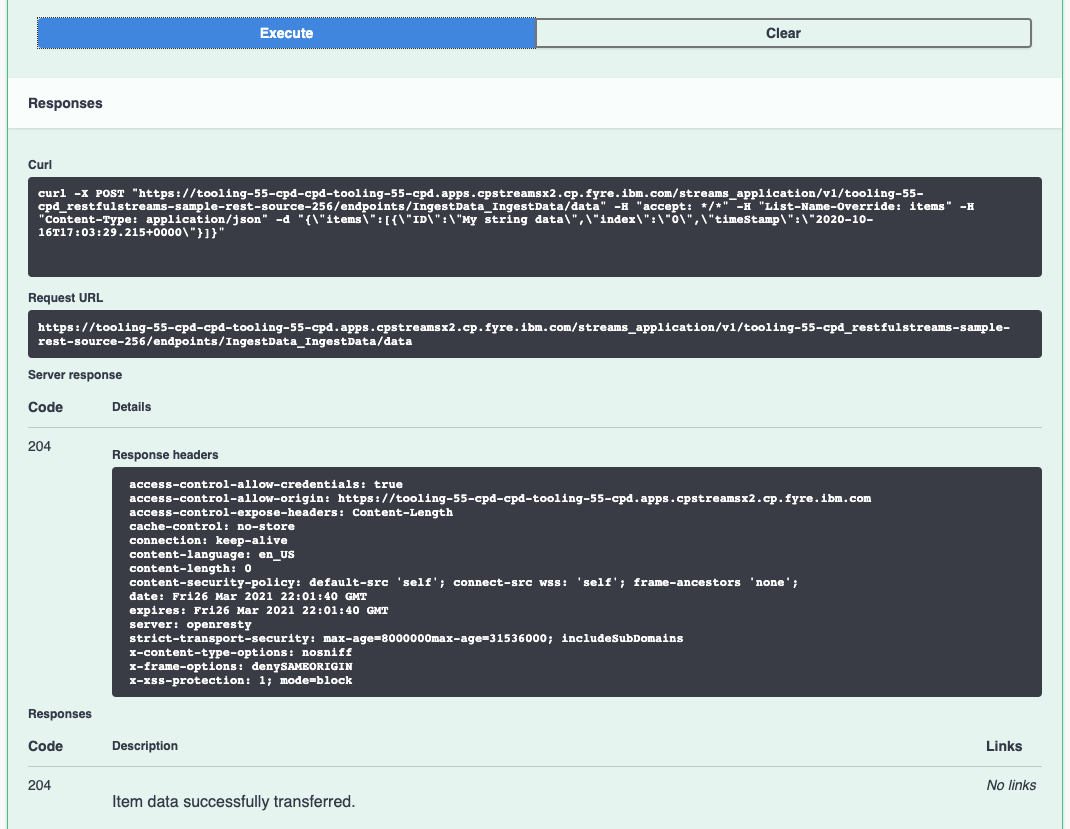 Execute
Clear
Responses
Curl
curl -X POST "https://tooling-55-cpd-cpd-tooling-55-cpd.apps.cpstreamsx2.cp.fyre.ibm.com/streams_application/v1/tooling-55-
cpd_restfulstreams-sample-rest-source-256/endpoints/IngestData_IngestData/data" -H "accept: */*" -H "List-Name-Override: items" -H
"Content-Type: application/json" -d "{\"items\":[{\"ID\":\"My string data\",\"index\":\"0\",\"timeStamp\":\"2020-10-
16T17:03:29.215+0000\"}]}"
Request URL
https://tooling-55-cpd-cpd-tooling-55-cpd.apps.cpstreamsx2.cp.fyre.ibm.com/streams_application/v1/tooling-55-cpd_restfulstreams-sample-
rest-source-256/endpoints/IngestData_IngestData/data
Server response
Code Details
204
Response headers
access-control-allow-credentials: true
access-control-allow-origin: https://tooling-55-cpd-cpd-tooling-55-cpd.apps.cpstreamsx2.cp.fyre.ibm.com
access-control-expose-headers: Content-Length
cache-control: no-store
connection: keep-alive
content-language: en_US
content-length: 0
content-security-policy: default-src 'self'; connect-src wss: 'self'; frame-ancestors 'none';
date: Fri26 Mar 2021 22:01:40 GMT
expires: Fri26 Mar 2021 22:01:40 GMT
server: openresty
strict-transport-security: max-age=8000000max-age=31536000; includeSubDomains
x-content-type-options: nosniff
x-frame-options: denySAMEORIGIN
x-xss-protection: 1; mode=block
Responses
Code Description Links
204 No links
Item data successfully transferred.